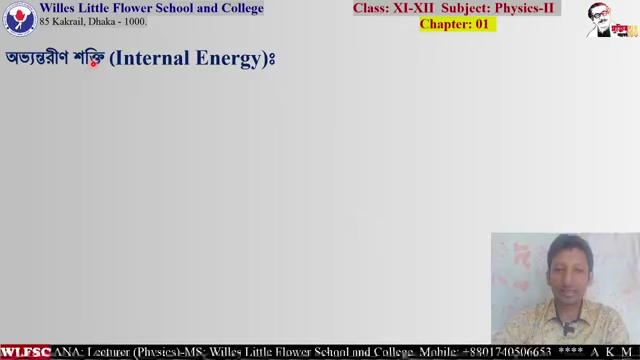 Willes Little Flower School and College
85 Kakrail, Dhaka - 1000.
Class: XI-XII Subject: Physics-II
Chapter: 01
অভ্যন্তরীণ শক্তি (Internal Energy)ঃ
WLFSC ANA: Lecturer (Physics)-MS: Willes Little Flower School and College. Mobile: +8801740506653 **** A K M